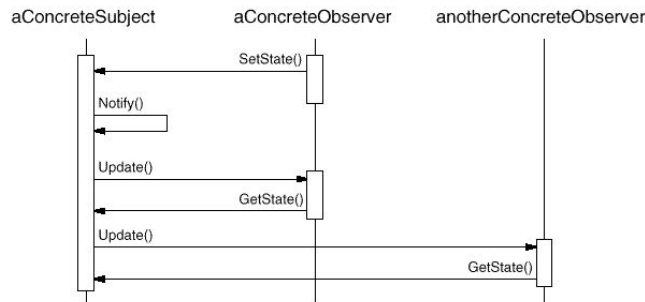 aConcreteSubject aConcreteObserver anotherConcreteObserver
SetState()
Notify()
Update()
GetState()
Update()
GetState()